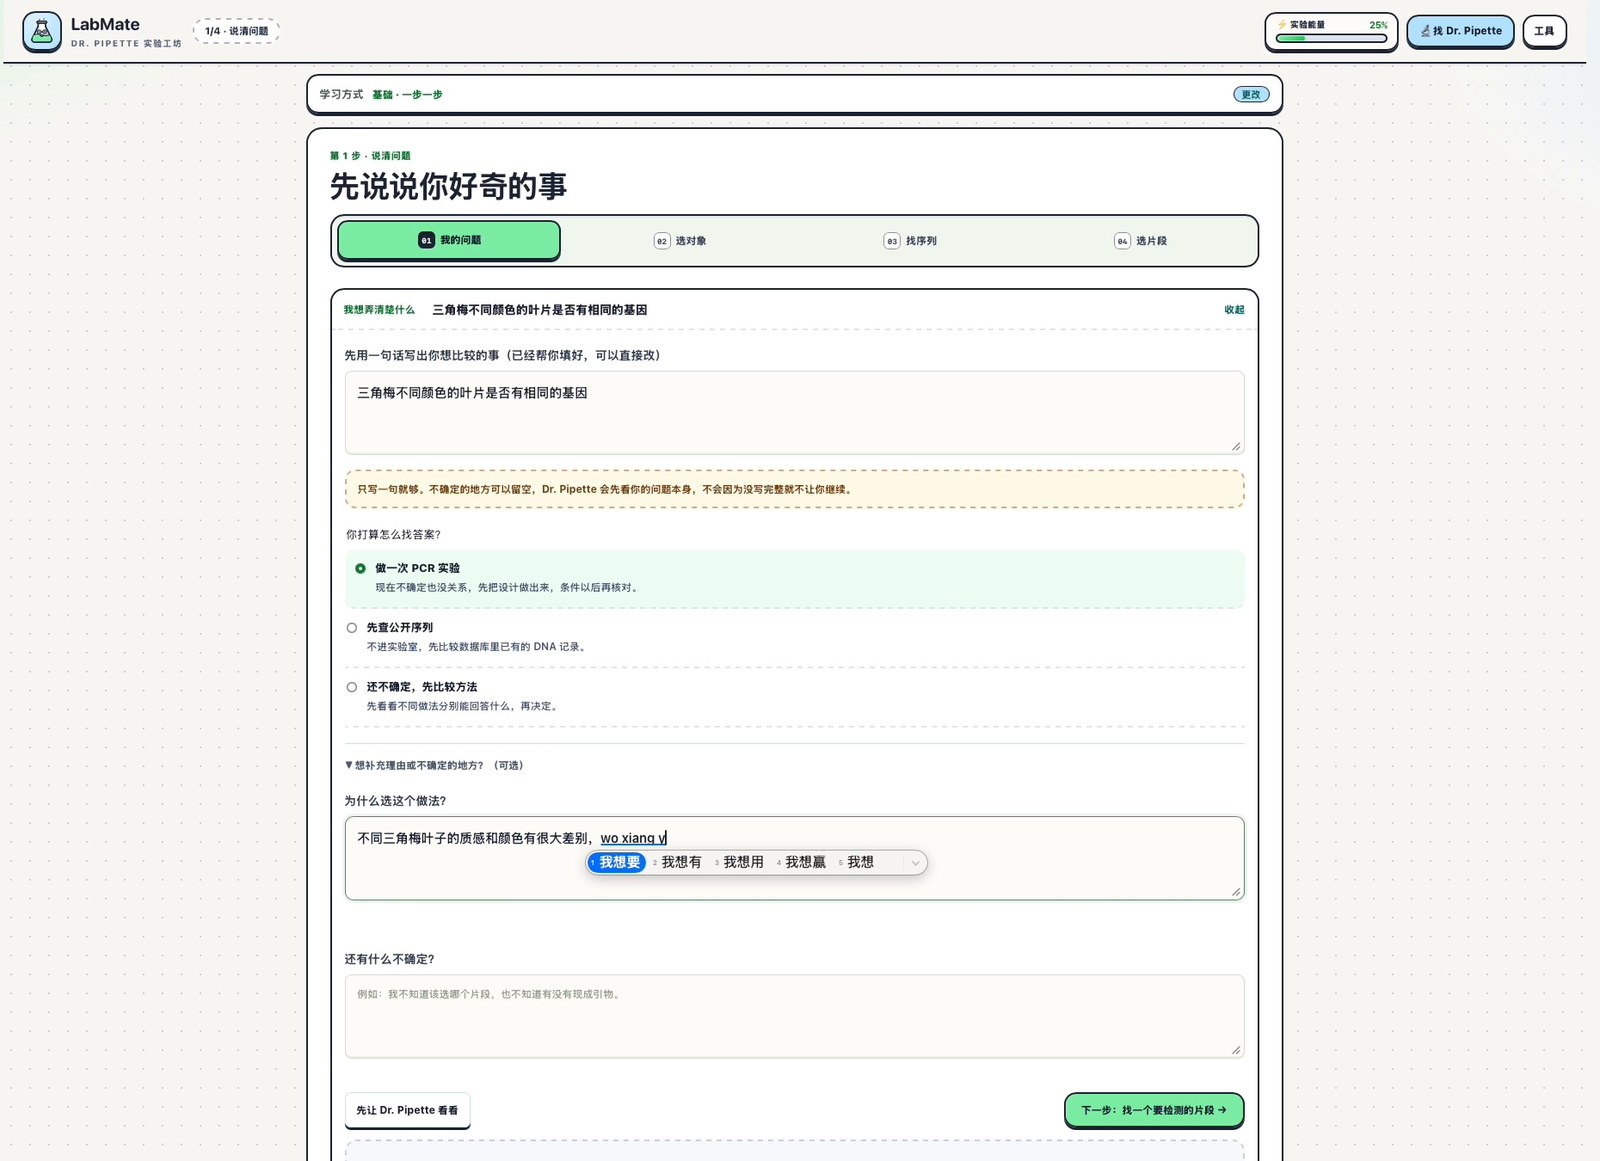 LabMate
DR. PIPETTE 实验工坊
1/4 · 说清问题
⚡ 实验能量 25%
🔬找 Dr. Pipette
工具
学习方式 基础 · 一步一步
更改
第 1 步 · 说清问题
先说说你好奇的事
01 我的问题
02 选对象
03 找序列
04 选片段
我想弄清楚什么 三角梅不同颜色的叶片是否有相同的基因
收起
先用一句话写出你想比较的事（已经帮你填好，可以直接改）
三角梅不同颜色的叶片是否有相同的基因
只写一句就够。不确定的地方可以留空，Dr. Pipette 会先看你的问题本身，不会因为没写完整就不让你继续。
你打算怎么找答案？
做一次 PCR 实验
现在不确定也没关系，先把设计做出来，条件以后再核对。
先查公开序列
不进实验室，先比较数据库里已有的 DNA 记录。
还不确定，先比较方法
先看看不同做法分别能回答什么，再决定。
▼想补充理由或不确定的地方？（可选）
为什么选这个做法？
不同三角梅叶子的质感和颜色有很大差别，wo xiang y
1 我想要 2 我想有 3 我想用 4 我想赢 5 我想
还有什么不确定？
例如：我不知道该选哪个片段，也不知道有没有现成引物。
先让 Dr. Pipette 看看
下一步：找一个要检测的片段 →